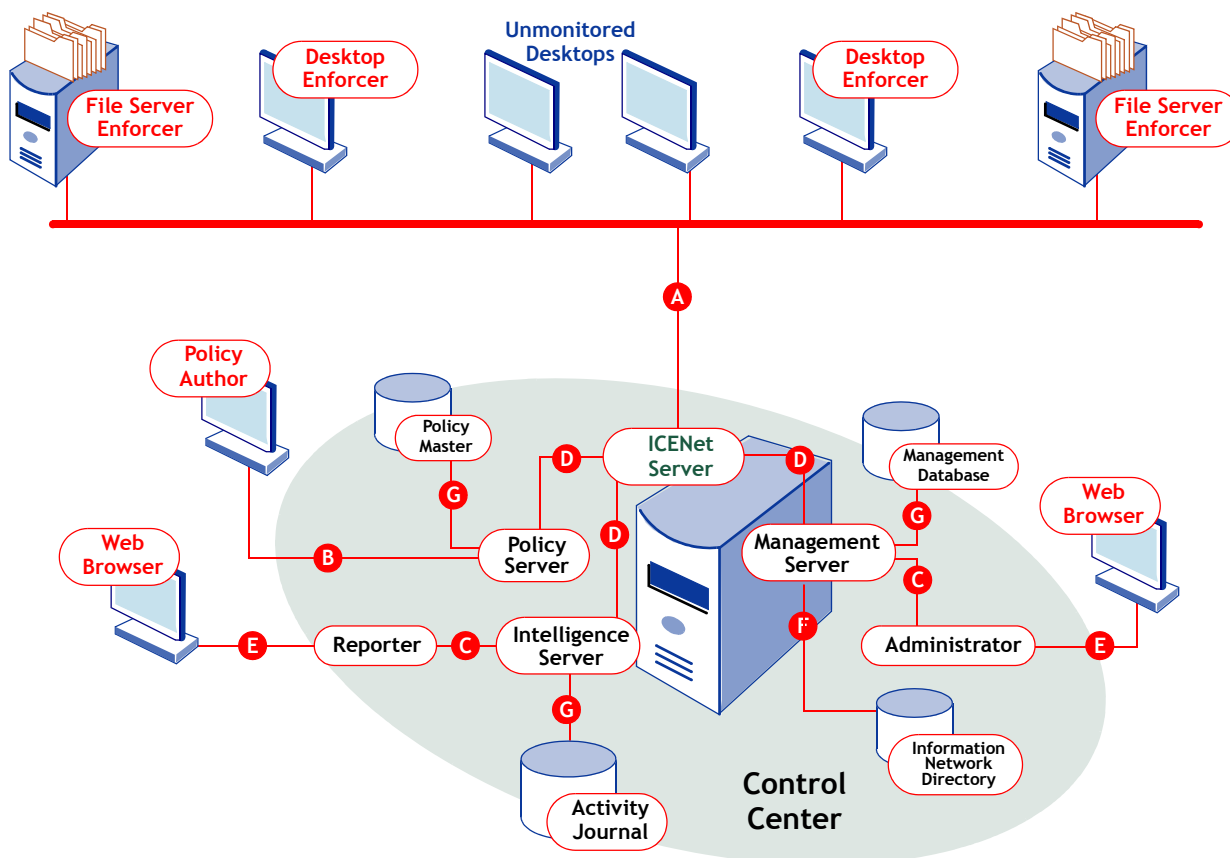 Unmonitored
Desktops
File Server
Enforcer
Desktop
Enforcer
Desktop
Enforcer
File Server
Enforcer
A
Policy
Author
Policy
Master
ICENet
Server
Management
Database
D
D
G
G
D
Web
Browser
Web
Browser
B
Policy
Server
Management
Server
C
E
Reporter
C
Intelligence
Server
F
Administrator
E
G
Information
Network
Directory
Activity
Journal
Control
Center